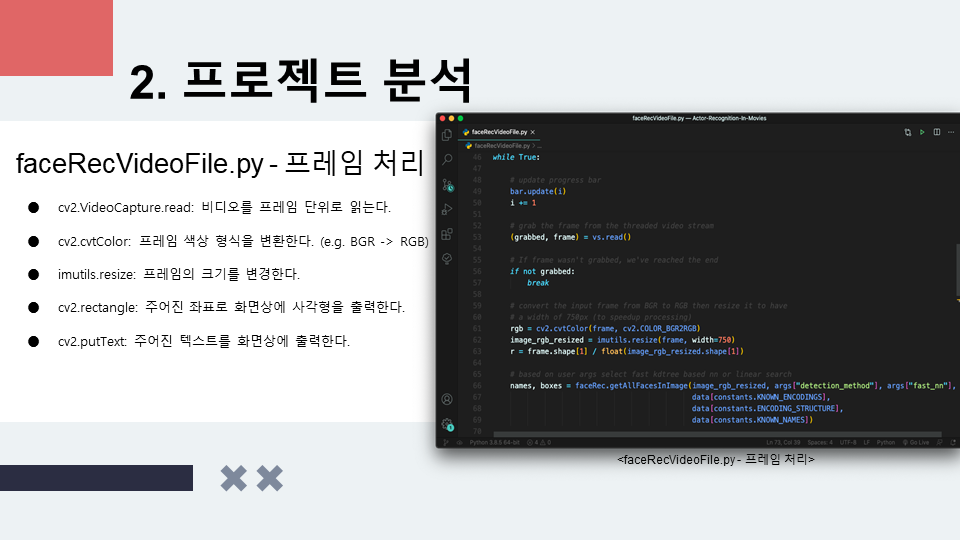 2. 프로젝트 분석
faceRecVideoFile.py - 프레임 처리
● cv2.VideoCapture.read: 비디오를 프레임 단위로 읽는다.
● cv2.cvtColor: 프레임 색상 형식을 변환한다. (e.g. BGR -> RGB)
● imutils.resize: 프레임의 크기를 변경한다.
● cv2.rectangle: 주어진 좌표로 화면상에 사각형을 출력한다.
● cv2.putText: 주어진 텍스트를 화면상에 출력한다.
faceRecVideoFile.py — Actor-Recognition-In-Movies
faceRecVideoFile.py ×
faceRecVideoFile.py > ...
46 while True:
47
48 # update progress bar
49 bar.update(i)
50 i += 1
51
52 # grab the frame from the threaded video stream
53 (grabbed, frame) = vs.read()
54
55 # If frame wasn't grabbed, we've reached the end
56 if not grabbed:
57 break
58
59 # convert the input frame from BGR to RGB then resize it to have
60 # a width of 750px (to speedup processing)
61 rgb = cv2.cvtColor(frame, cv2.COLOR_BGR2RGB)
62 image_rgb_resized = imutils.resize(frame, width=750)
63 r = frame.shape[1] / float(image_rgb_resized.shape[1])
64
65 # based on user args select fast kdtree based nn or linear search
66 names, boxes = faceRec.getAllFacesInImage(image_rgb_resized, args["detection_method"], args["fast_nn"],
67 data[constants.KNOWN_ENCODINGS],
68 data[constants.ENCODING_STRUCTURE],
69 data[constants.KNOWN_NAMES])
70
Python 3.8.5 64-bit 4 0 Ln 73, Col 39 Spaces: 4 UTF-8 LF Python Go Live
<faceRecVideoFile.py - 프레임 처리>